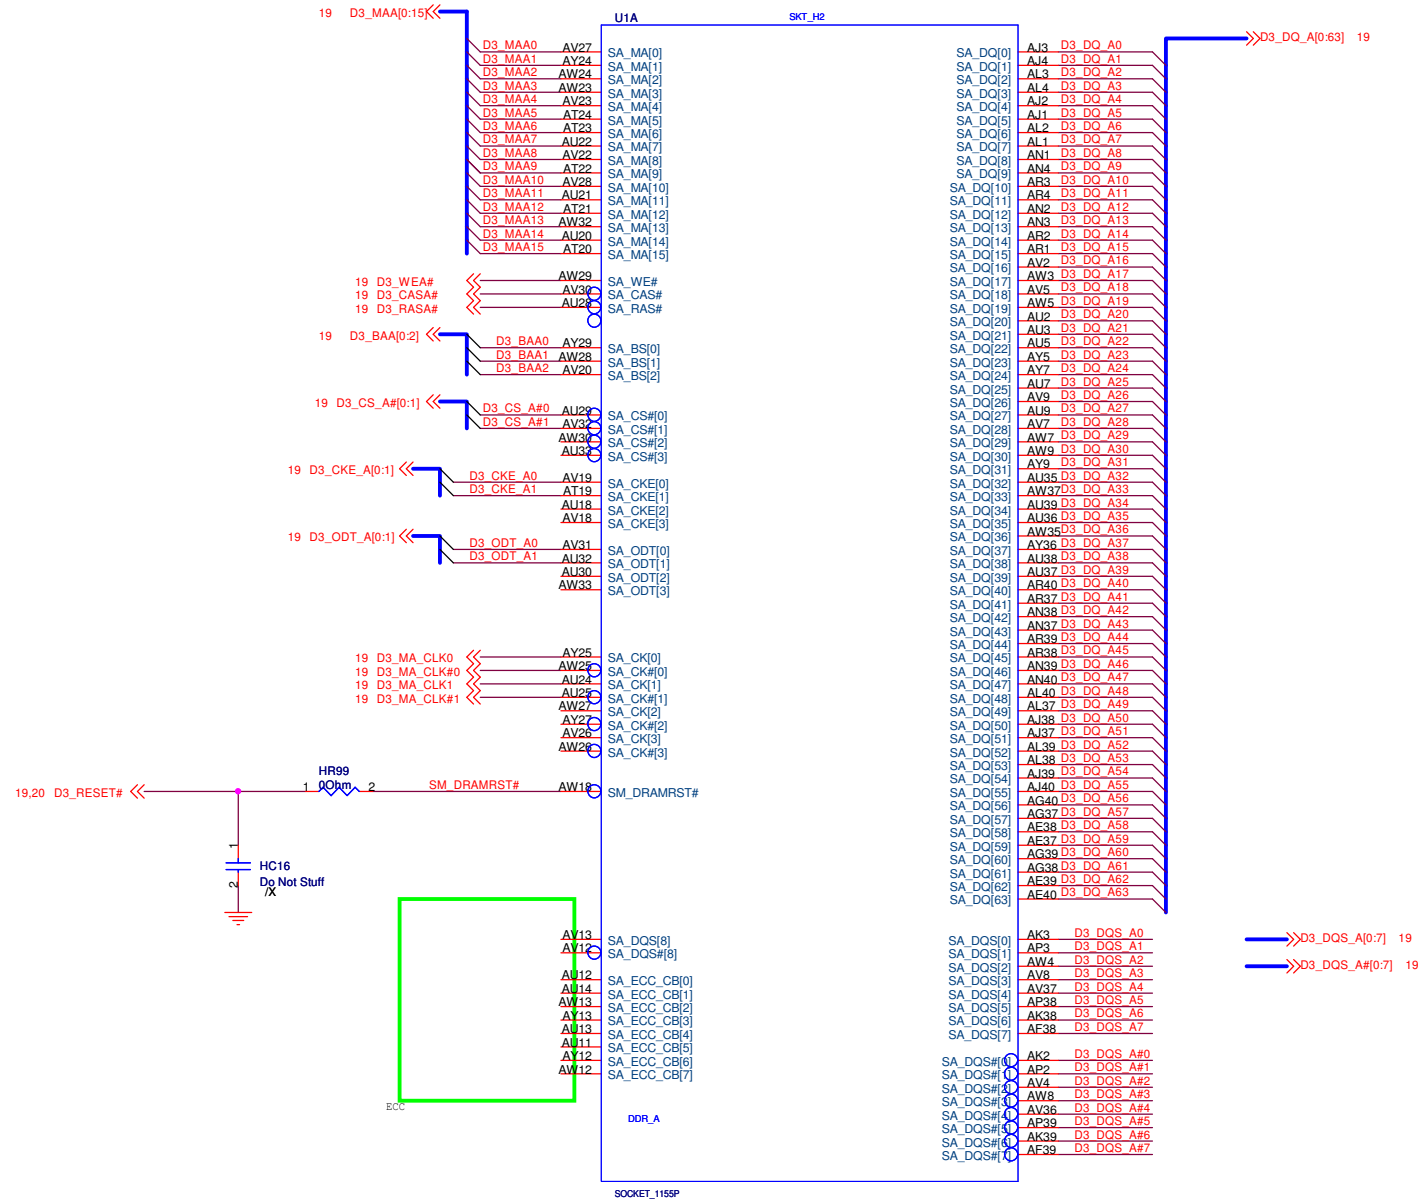 19 D3_MAA[0:15]
U1A
SKT_H2
D3_DQ_A[0:63] 19
D3_MAA0 AV27 SA_MA[0]
D3_MAA1 AY24 SA_MA[1]
D3_MAA2 AW24 SA_MA[2]
D3_MAA3 AW23 SA_MA[3]
D3_MAA4 AV23 SA_MA[4]
D3_MAA5 AT24 SA_MA[5]
D3_MAA6 AT23 SA_MA[6]
D3_MAA7 AU22 SA_MA[7]
D3_MAA8 AV22 SA_MA[8]
D3_MAA9 AT22 SA_MA[9]
D3_MAA10 AV28 SA_MA[10]
D3_MAA11 AU21 SA_MA[11]
D3_MAA12 AT21 SA_MA[12]
D3_MAA13 AW32 SA_MA[13]
D3_MAA14 AU20 SA_MA[14]
D3_MAA15 AT20 SA_MA[15]
19 D3_WEA# AW29 SA_WE#
19 D3_CASA# AV30 SA_CAS#
19 D3_RASA# AU28 SA_RAS#
19 D3_BAA[0:2]
D3_BAA0 AY29 SA_BS[0]
D3_BAA1 AW28 SA_BS[1]
D3_BAA2 AV20 SA_BS[2]
19 D3_CS_A#[0:1]
D3_CS_A#0 AU29 SA_CS#[0]
D3_CS_A#1 AV32 SA_CS#[1]
AW30 SA_CS#[2]
AU33 SA_CS#[3]
19 D3_CKE_A[0:1]
D3_CKE_A0 AV19 SA_CKE[0]
D3_CKE_A1 AT19 SA_CKE[1]
AU18 SA_CKE[2]
AV18 SA_CKE[3]
19 D3_ODT_A[0:1]
D3_ODT_A0 AV31 SA_ODT[0]
D3_ODT_A1 AU32 SA_ODT[1]
AU30 SA_ODT[2]
AW33 SA_ODT[3]
19 D3_MA_CLK0 AY25 SA_CK[0]
19 D3_MA_CLK#0 AW25 SA_CK#[0]
19 D3_MA_CLK1 AU24 SA_CK[1]
19 D3_MA_CLK#1 AU25 SA_CK#[1]
AW27 SA_CK[2]
AY27 SA_CK#[2]
AV26 SA_CK[3]
AW26 SA_CK#[3]
HR99
0Ohm
19,20 D3_RESET# 1 2 SM_DRAMRST# AW18 SM_DRAMRST#
1
HC16
2
Do Not Stuff
/X
AV13 SA_DQS[8]
AV12 SA_DQS#[8]
AU12 SA_ECC_CB[0]
AU14 SA_ECC_CB[1]
AW13 SA_ECC_CB[2]
AY13 SA_ECC_CB[3]
AU13 SA_ECC_CB[4]
AU11 SA_ECC_CB[5]
AY12 SA_ECC_CB[6]
AW12 SA_ECC_CB[7]
ECC
DDR_A
SOCKET_1155P
SA_DQ[0] AJ3 D3_DQ_A0
SA_DQ[1] AJ4 D3_DQ_A1
SA_DQ[2] AL3 D3_DQ_A2
SA_DQ[3] AL4 D3_DQ_A3
SA_DQ[4] AJ2 D3_DQ_A4
SA_DQ[5] AJ1 D3_DQ_A5
SA_DQ[6] AL2 D3_DQ_A6
SA_DQ[7] AL1 D3_DQ_A7
SA_DQ[8] AN1 D3_DQ_A8
SA_DQ[9] AN4 D3_DQ_A9
SA_DQ[10] AR3 D3_DQ_A10
SA_DQ[11] AR4 D3_DQ_A11
SA_DQ[12] AN2 D3_DQ_A12
SA_DQ[13] AN3 D3_DQ_A13
SA_DQ[14] AR2 D3_DQ_A14
SA_DQ[15] AR1 D3_DQ_A15
SA_DQ[16] AV2 D3_DQ_A16
SA_DQ[17] AW3 D3_DQ_A17
SA_DQ[18] AV5 D3_DQ_A18
SA_DQ[19] AW5 D3_DQ_A19
SA_DQ[20] AU2 D3_DQ_A20
SA_DQ[21] AU3 D3_DQ_A21
SA_DQ[22] AU5 D3_DQ_A22
SA_DQ[23] AY5 D3_DQ_A23
SA_DQ[24] AY7 D3_DQ_A24
SA_DQ[25] AU7 D3_DQ_A25
SA_DQ[26] AV9 D3_DQ_A26
SA_DQ[27] AU9 D3_DQ_A27
SA_DQ[28] AV7 D3_DQ_A28
SA_DQ[29] AW7 D3_DQ_A29
SA_DQ[30] AW9 D3_DQ_A30
SA_DQ[31] AY9 D3_DQ_A31
SA_DQ[32] AU35 D3_DQ_A32
SA_DQ[33] AW37 D3_DQ_A33
SA_DQ[34] AU39 D3_DQ_A34
SA_DQ[35] AU36 D3_DQ_A35
SA_DQ[36] AW35 D3_DQ_A36
SA_DQ[37] AY36 D3_DQ_A37
SA_DQ[38] AU38 D3_DQ_A38
SA_DQ[39] AU37 D3_DQ_A39
SA_DQ[40] AR40 D3_DQ_A40
SA_DQ[41] AR37 D3_DQ_A41
SA_DQ[42] AN38 D3_DQ_A42
SA_DQ[43] AN37 D3_DQ_A43
SA_DQ[44] AR39 D3_DQ_A44
SA_DQ[45] AR38 D3_DQ_A45
SA_DQ[46] AN39 D3_DQ_A46
SA_DQ[47] AN40 D3_DQ_A47
SA_DQ[48] AL40 D3_DQ_A48
SA_DQ[49] AL37 D3_DQ_A49
SA_DQ[50] AJ38 D3_DQ_A50
SA_DQ[51] AJ37 D3_DQ_A51
SA_DQ[52] AL39 D3_DQ_A52
SA_DQ[53] AL38 D3_DQ_A53
SA_DQ[54] AJ39 D3_DQ_A54
SA_DQ[55] AJ40 D3_DQ_A55
SA_DQ[56] AG40 D3_DQ_A56
SA_DQ[57] AG37 D3_DQ_A57
SA_DQ[58] AE38 D3_DQ_A58
SA_DQ[59] AE37 D3_DQ_A59
SA_DQ[60] AG39 D3_DQ_A60
SA_DQ[61] AG38 D3_DQ_A61
SA_DQ[62] AE39 D3_DQ_A62
SA_DQ[63] AE40 D3_DQ_A63
SA_DQS[0] AK3 D3_DQS_A0
SA_DQS[1] AP3 D3_DQS_A1
SA_DQS[2] AW4 D3_DQS_A2
SA_DQS[3] AV8 D3_DQS_A3
SA_DQS[4] AV37 D3_DQS_A4
SA_DQS[5] AP38 D3_DQS_A5
SA_DQS[6] AK38 D3_DQS_A6
SA_DQS[7] AF38 D3_DQS_A7
D3_DQS_A[0:7] 19
D3_DQS_A#[0:7] 19
SA_DQS#[0] AK2 D3_DQS_A#0
SA_DQS#[1] AP2 D3_DQS_A#1
SA_DQS#[2] AV4 D3_DQS_A#2
SA_DQS#[3] AW8 D3_DQS_A#3
SA_DQS#[4] AV36 D3_DQS_A#4
SA_DQS#[5] AP39 D3_DQS_A#5
SA_DQS#[6] AK39 D3_DQS_A#6
SA_DQS#[7] AF39 D3_DQS_A#7